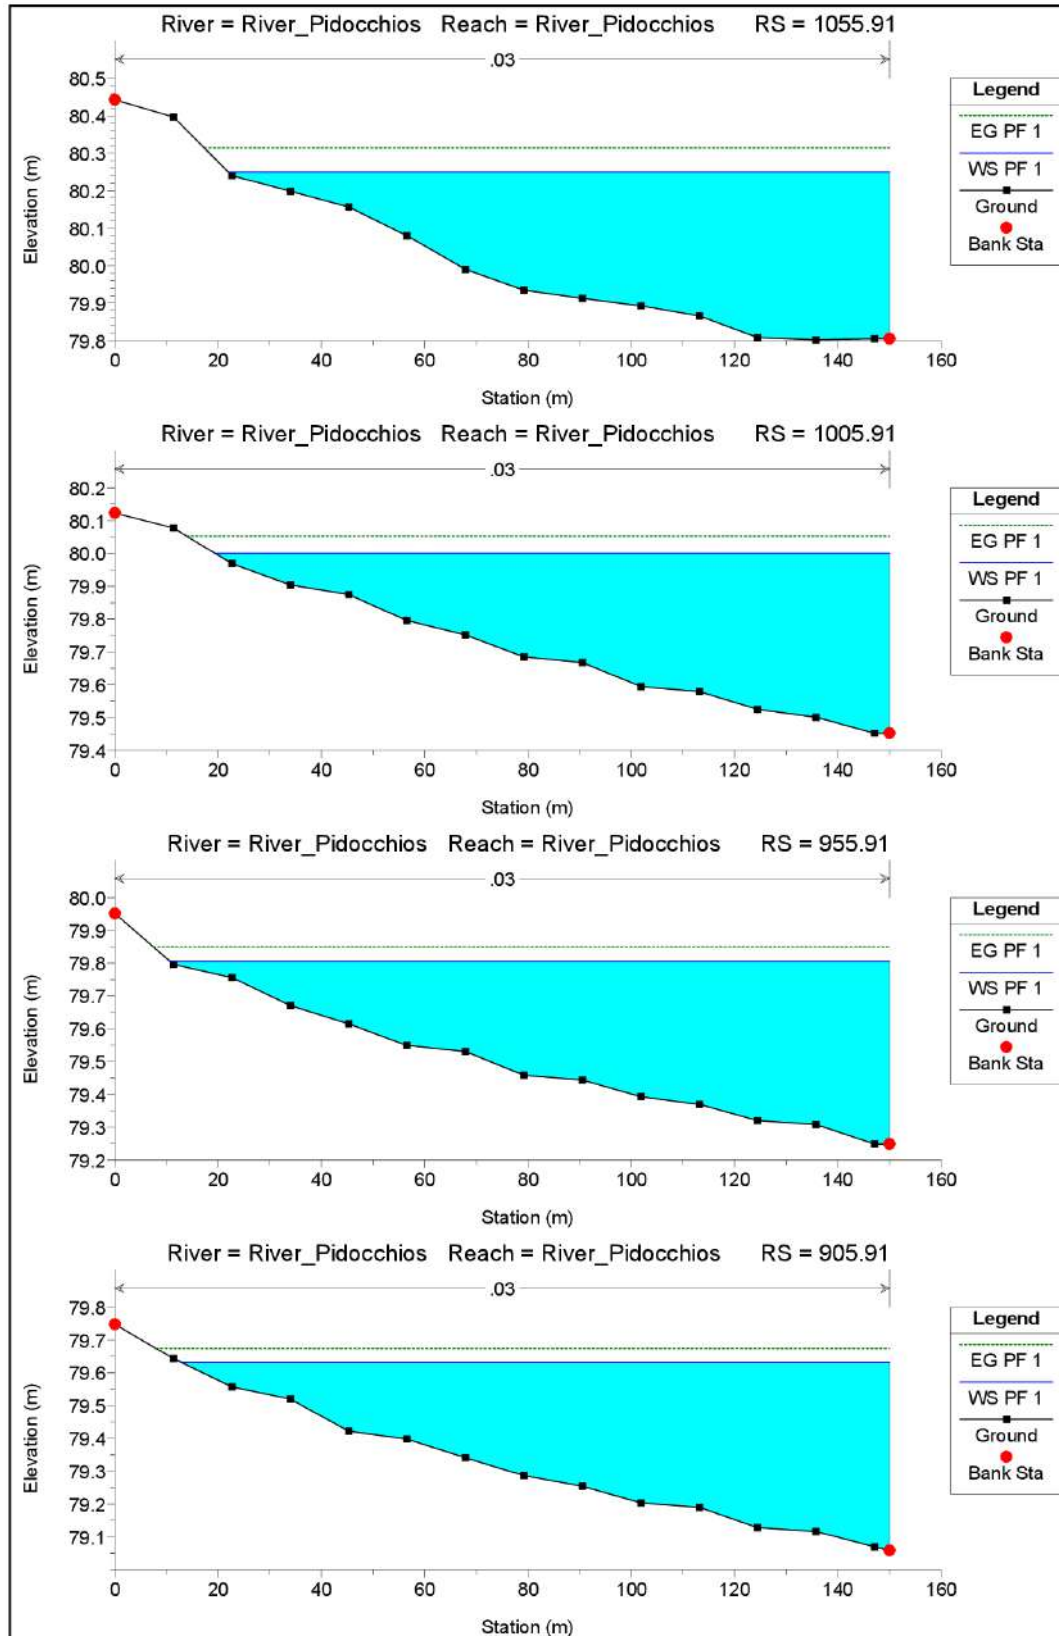 River = River_Pidocchios Reach = River_Pidocchios RS = 1055.91
.03
80.5
80.4
80.3
80.2
80.1
80.0
79.9
79.8
Elevation (m)
0 20 40 60 80 100 120 140 160
Station (m)
Legend
EG PF 1
WS PF 1
Ground
Bank Sta
River = River_Pidocchios Reach = River_Pidocchios RS = 1005.91
.03
80.2
80.1
80.0
79.9
79.8
79.7
79.6
79.5
79.4
Elevation (m)
0 20 40 60 80 100 120 140 160
Station (m)
Legend
EG PF 1
WS PF 1
Ground
Bank Sta
River = River_Pidocchios Reach = River_Pidocchios RS = 955.91
.03
80.0
79.9
79.8
79.7
79.6
79.5
79.4
79.3
79.2
Elevation (m)
0 20 40 60 80 100 120 140 160
Station (m)
Legend
EG PF 1
WS PF 1
Ground
Bank Sta
River = River_Pidocchios Reach = River_Pidocchios RS = 905.91
.03
79.8
79.7
79.6
79.5
79.4
79.3
79.2
79.1
Elevation (m)
0 20 40 60 80 100 120 140 160
Station (m)
Legend
EG PF 1
WS PF 1
Ground
Bank Sta